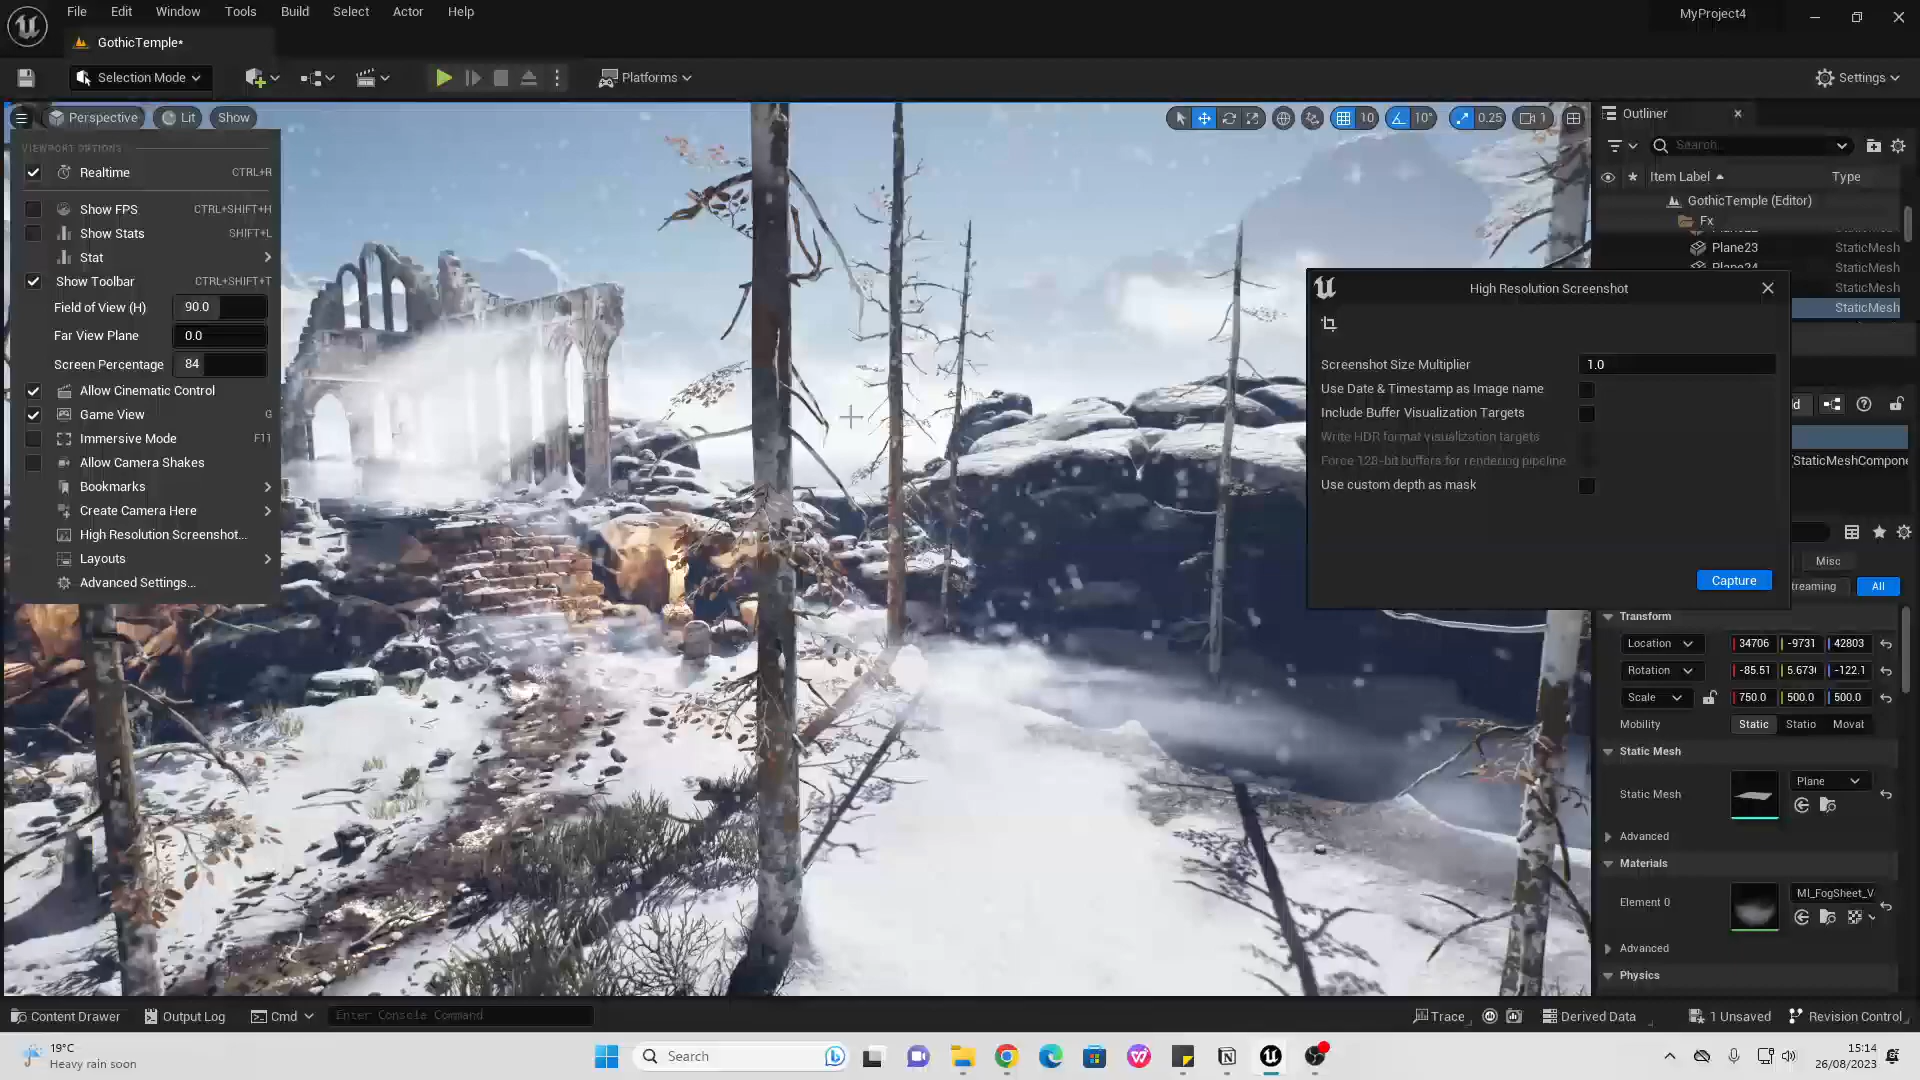 File Edit Window Tools Build Select Actor Help
MyProject4
GothicTemple*
Selection Mode
Platforms
Settings
Perspective Lit Show
10 10° 0.25 1
VIEWPORT OPTIONS
Realtime CTRL+R
Show FPS CTRL+SHIFT+H
Show Stats SHIFT+L
Stat
Show Toolbar CTRL+SHIFT+T
Field of View (H) 90.0
Far View Plane 0.0
Screen Percentage 84
Allow Cinematic Control
Game View G
Immersive Mode F11
Allow Camera Shakes
Bookmarks
Create Camera Here
High Resolution Screenshot...
Layouts
Advanced Settings...
Outliner
Search...
Item Label Type
GothicTemple (Editor)
Fx
Plane23 StaticMesh
Plane24 StaticMesh
StaticMesh
StaticMesh
High Resolution Screenshot
Screenshot Size Multiplier 1.0
Use Date & Timestamp as Image name
Include Buffer Visualization Targets
Write HDR format visualization targets
Force 128-bit buffers for rendering pipeline
Use custom depth as mask
Capture
d
StaticMeshCompone
Misc
treaming All
Transform
Location 34706 -9731 42803
Rotation -85.51 5.673 -122.1
Scale 750.0 500.0 500.0
Mobility Static Statio Movat
Static Mesh
Static Mesh Plane
Advanced
Materials
Element 0 MI_FogSheet_V
Advanced
Physics
Content Drawer Output Log Cmd Enter Console Command
Trace Derived Data 1 Unsaved Revision Control
19°C
Heavy rain soon
Search
15:14
26/08/2023